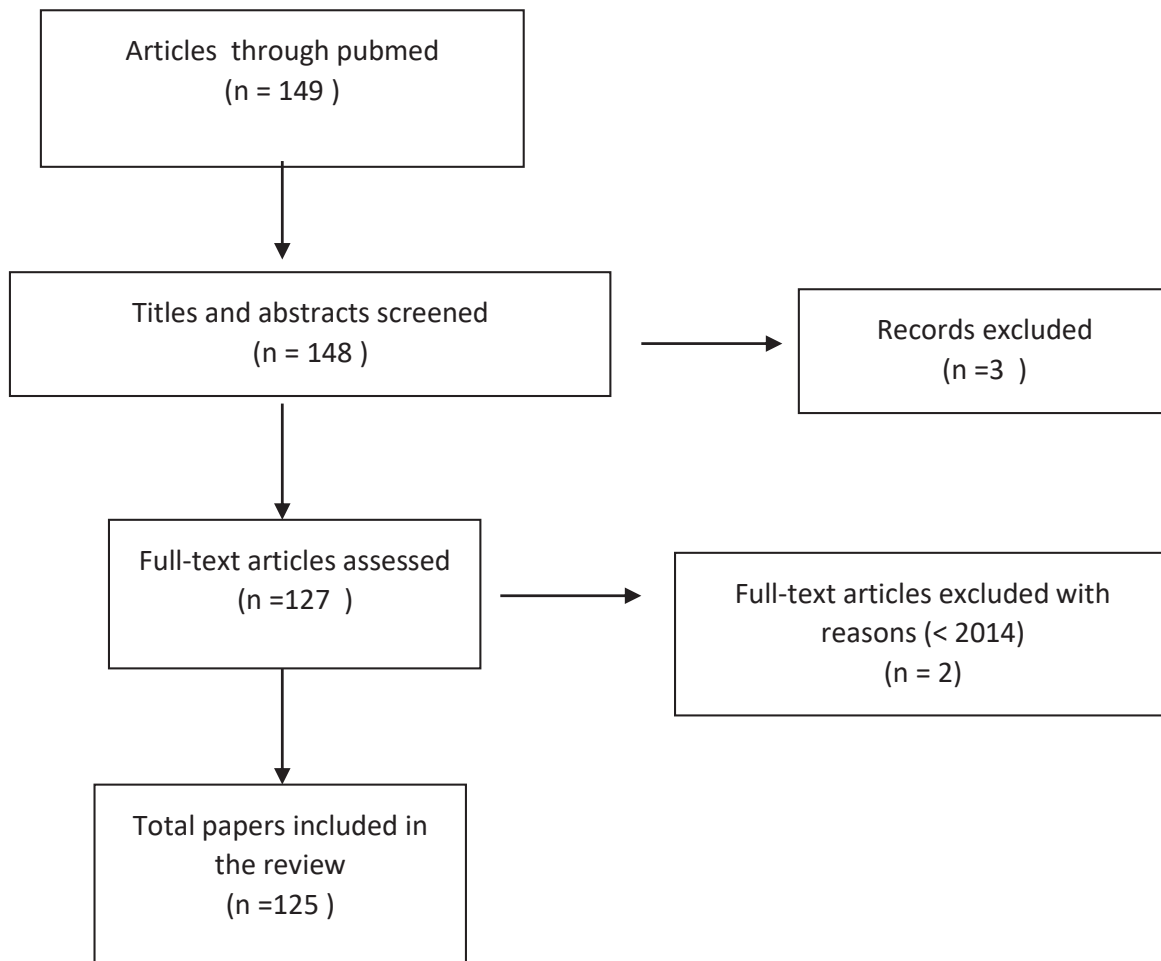 Articles  through pubmed
(n = 149 )
Titles and abstracts screened
(n = 148 )
Records excluded
(n =3  )
Full-text articles assessed
(n =127  )
Full-text articles excluded with
reasons (< 2014)
(n = 2)
Total papers included in
the review
(n =125 )